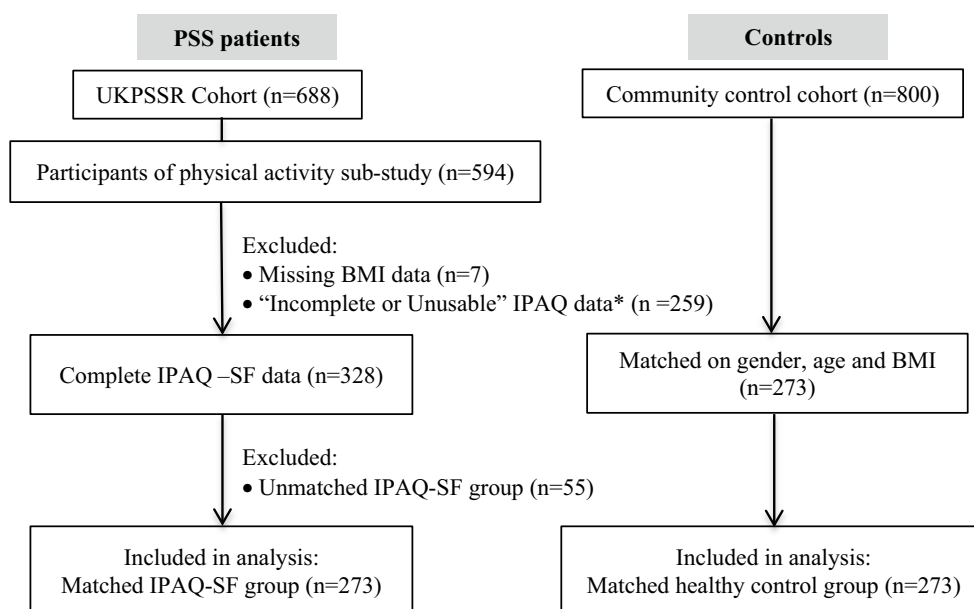 PSS patients
UKPSSR Cohort (n=688)
Participants of physical activity sub-study (n=594)
Excluded:
• Missing BMI data (n=7)
• “Incomplete or Unusable” IPAQ data* (n =259)
Complete IPAQ –SF data (n=328)
Excluded:
• Unmatched IPAQ-SF group (n=55)
Included in analysis:
Matched IPAQ-SF group (n=273)
Controls
Community control cohort (n=800)
Matched on gender, age and BMI
(n=273)
Included in analysis:
Matched healthy control group (n=273)